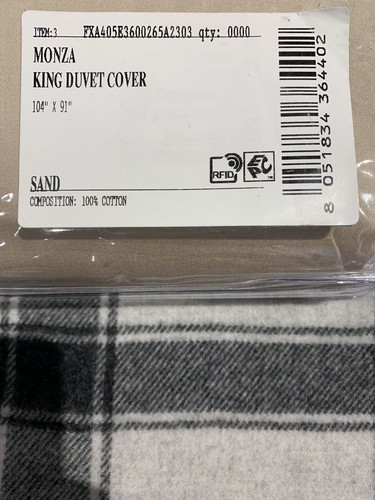 ITEM:3 FXA405E3600265A2303 qty: 0000
MONZA
KING DUVET COVER
104" X 91"
RFID EPC
SAND
COMPOSITION: 100% COTTON
8 051834 364402